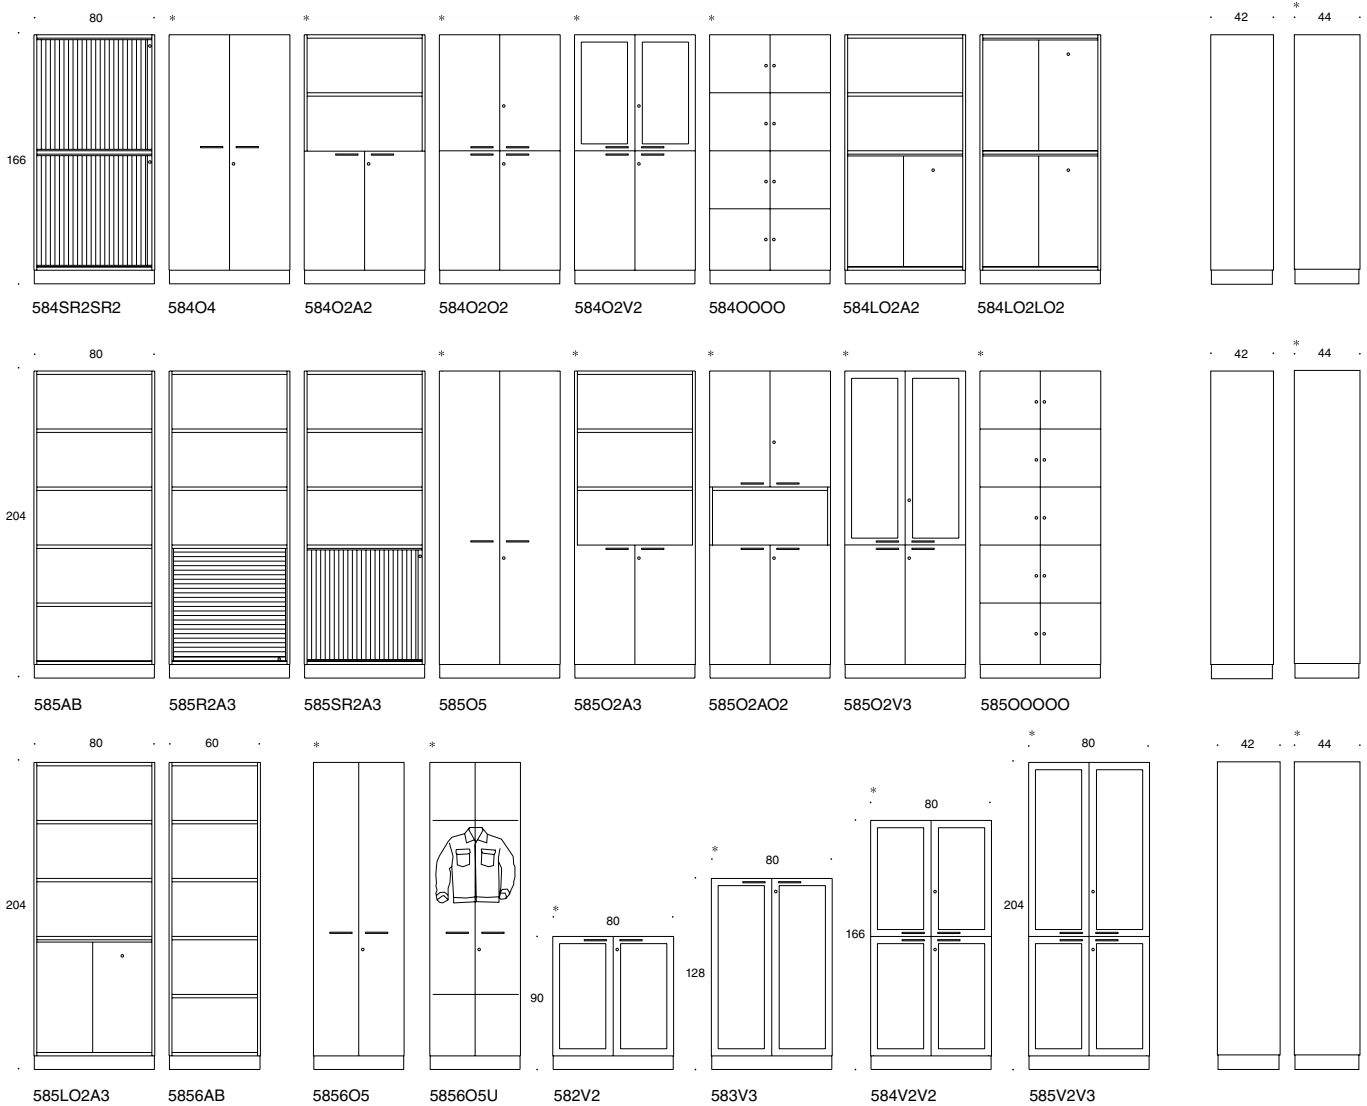 80 * * * * * 42 * 44
166
584SR2SR2 584O4 584O2A2 584O2O2 584O2V2 584OOOO 584LO2A2 584LO2LO2
80 * * * * * 42 * 44
204
585AB 585R2A3 585SR2A3 585O5 585O2A3 585O2AO2 585O2V3 585OOOOO
80 60 * * * 80 42 * 44
* 80
* 80
* 80
204 204
166
128
90
585LO2A3 5856AB 5856O5 5856O5U 582V2 583V3 584V2V2 585V2V3